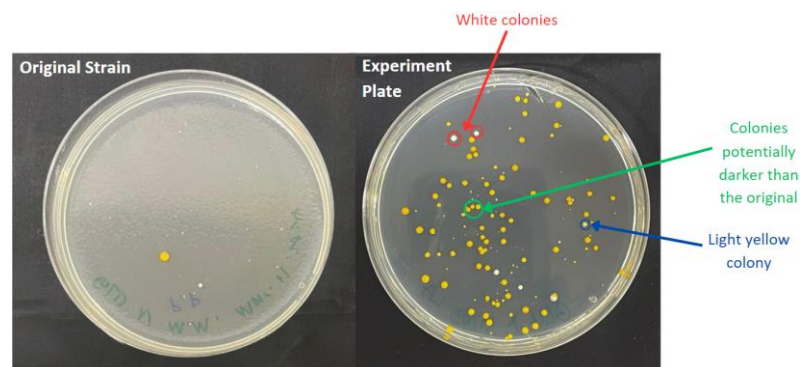 White colonies
Original Strain
Experiment
Plate
Colonies
potentially
darker than
the original
Light yellow
colony